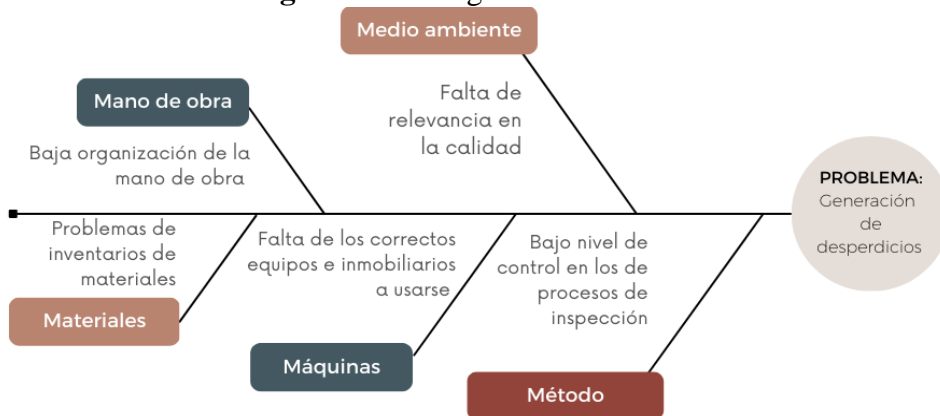 Medio ambiente
Mano de obra
Falta de
relevancia en
la calidad
Baja organización de la
mano de obra
PROBLEMA:
Generación
de
desperdicios
Problemas de
inventarios de
materiales
Falta de los correctos
equipos e inmobiliarios
a usarse
Bajo nivel de
control en los de
procesos de
inspección
Materiales
Máquinas
Método